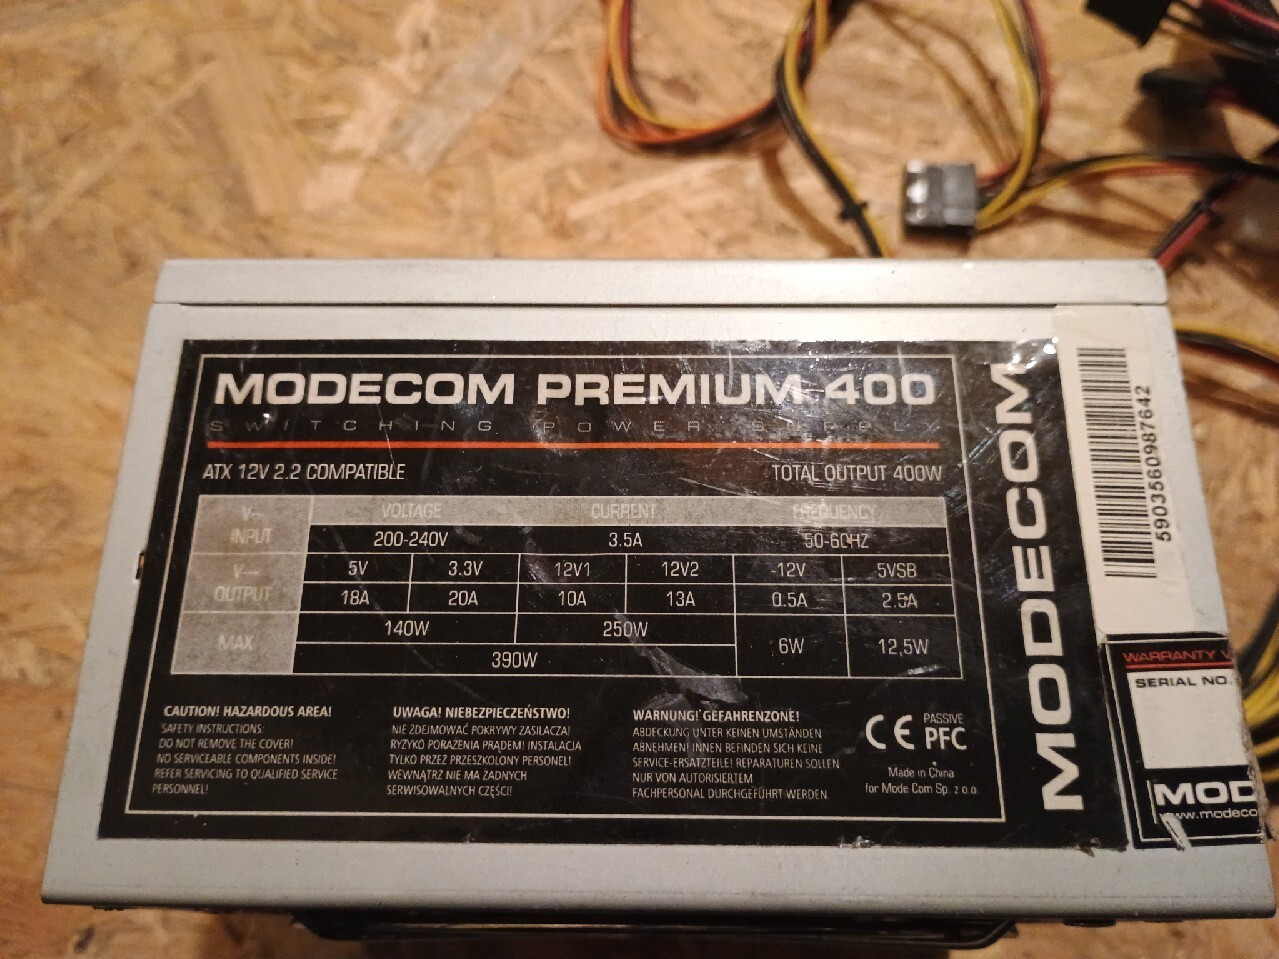 MODECOM PREMIUM 400
SWITCHING POWER SUPPLY
ATX 12V 2.2 COMPATIBLE
TOTAL OUTPUT 400W
V~ INPUT VOLTAGE CURRENT FREQUENCY
200-240V 3.5A 50-60HZ
V OUTPUT 5V 3.3V 12V1 12V2 -12V 5VSB
18A 20A 10A 13A 0.5A 2.5A
MAX 140W 250W 6W 12,5W
390W
CAUTION! HAZARDOUS AREA!
SAFETY INSTRUCTIONS:
DO NOT REMOVE THE COVER!
NO SERVICEABLE COMPONENTS INSIDE!
REFER SERVICING TO QUALIFIED SERVICE
PERSONNEL!
UWAGA! NIEBEZPIECZEŃSTWO!
NIE ZDEJMOWAĆ POKRYWY ZASILACZA!
RYZYKO PORAŻENIA PRĄDEM! INSTALACJA
TYLKO PRZEZ PRZESZKOLONY PERSONEL!
WEWNĄTRZ NIE MA ŻADNYCH
SERWISOWALNYCH CZĘŚCI!
WARNUNG! GEFAHRENZONE!
ABDECKUNG UNTER KEINEN UMSTÄNDEN
ABNEHMEN! INNEN BEFINDEN SICH KEINE
SERVICE-ERSATZTEILE! REPARATUREN SOLLEN
NUR VON AUTORISIERTEM
FACHPERSONAL DURCHGEFÜHRT WERDEN
CE PASSIVE
PFC
Made in China
for Mode Com Sp. z o.o.
MODECOM
5903560987642
WARRANTY V
SERIAL NO.
MOD
www.modeco